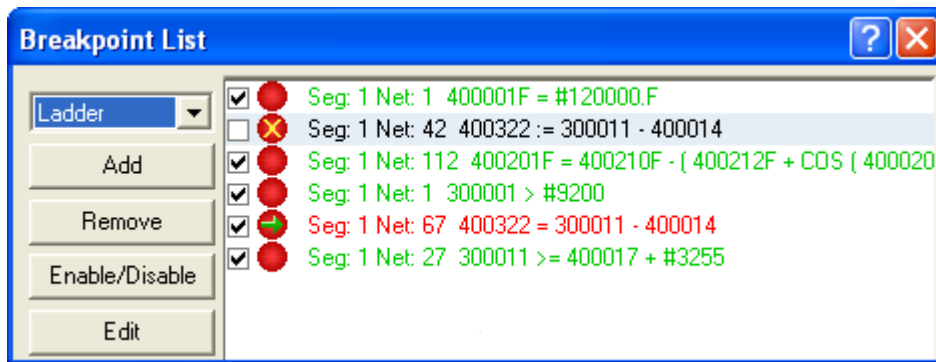 Breakpoint List
Ladder
Add
Remove
Enable/Disable
Edit
Seg: 1 Net: 1 400001F = #120000.F
Seg: 1 Net: 42 400322 := 300011 - 400014
Seg: 1 Net: 112 400201F = 400210F - ( 400212F + COS ( 400020
Seg: 1 Net: 1 300001 > #9200
Seg: 1 Net: 67 400322 = 300011 - 400014
Seg: 1 Net: 27 300011 >= 400017 + #3255